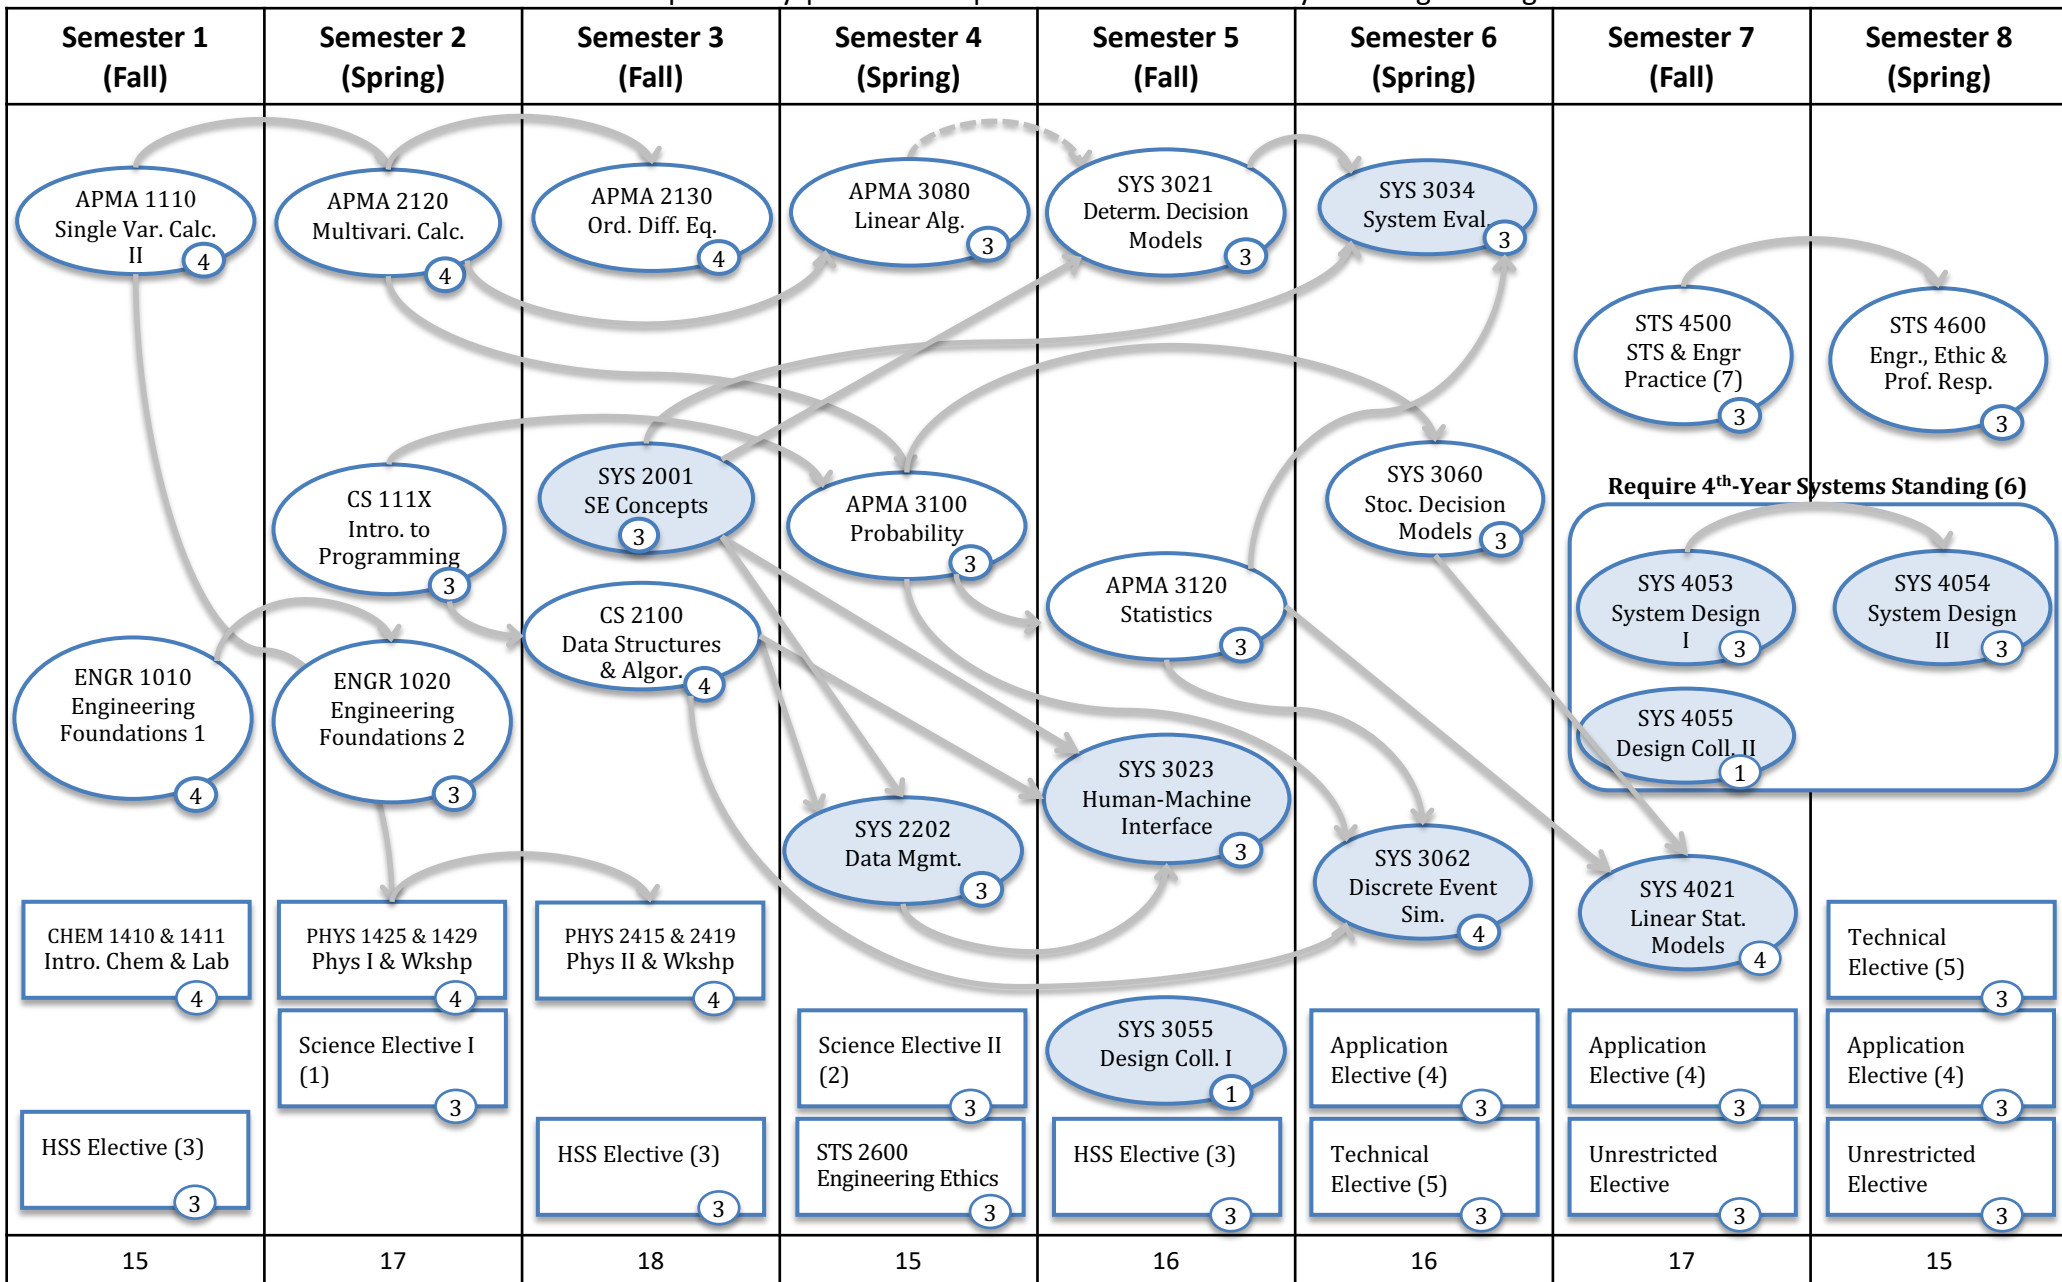 Semester 1
(Fall)
Semester 2
(Spring)
Semester 3
(Fall)
Semester 4
(Spring)
Semester 5
(Fall)
Semester 6
(Spring)
Semester 7
(Fall)
Semester 8
(Spring)
APMA 1110
Single Var. Calc.
II
4
ENGR 1010
Engineering
Foundations 1
4
CHEM 1410 & 1411
Intro. Chem & Lab
4
HSS Elective (3)
3
15
APMA 2120
Multivari. Calc.
4
CS 111X
Intro. to
Programming
3
ENGR 1020
Engineering
Foundations 2
3
PHYS 1425 & 1429
Phys I & Wkshp
4
Science Elective I
(1)
3
17
APMA 2130
Ord. Diff. Eq.
4
SYS 2001
SE Concepts
3
CS 2100
Data Structures
& Algor.
4
PHYS 2415 & 2419
Phys II & Wkshp
4
HSS Elective (3)
3
18
APMA 3080
Linear Alg.
3
APMA 3100
Probability
3
SYS 2202
Data Mgmt.
3
Science Elective II
(2)
3
STS 2600
Engineering Ethics
3
15
SYS 3021
Determ. Decision
Models
3
APMA 3120
Statistics
3
SYS 3023
Human-Machine
Interface
3
SYS 3055
Design Coll. I
1
HSS Elective (3)
3
16
SYS 3034
System Eval.
3
SYS 3060
Stoc. Decision
Models
3
SYS 3062
Discrete Event
Sim.
4
Application
Elective (4)
3
Technical
Elective (5)
3
16
STS 4500
STS & Engr
Practice (7)
3
Require 4th-Year Systems Standing (6)
SYS 4053
System Design
I
3
SYS 4055
Design Coll. II
1
SYS 4021
Linear Stat.
Models
4
Application
Elective (4)
3
Unrestricted
Elective
3
17
STS 4600
Engr., Ethic &
Prof. Resp.
3
SYS 4054
System Design
II
3
Technical
Elective (5)
3
Application
Elective (4)
3
Unrestricted
Elective
3
15